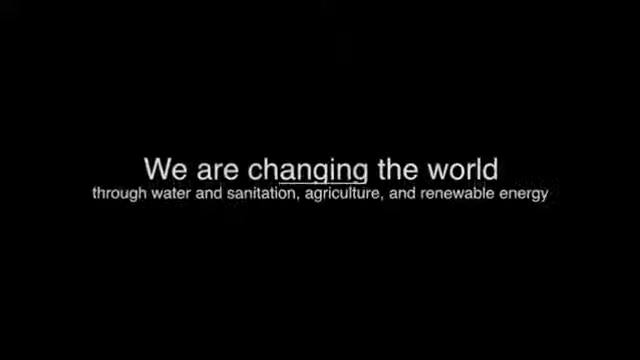 We are changing the world
through water and sanitation, agriculture, and renewable energy